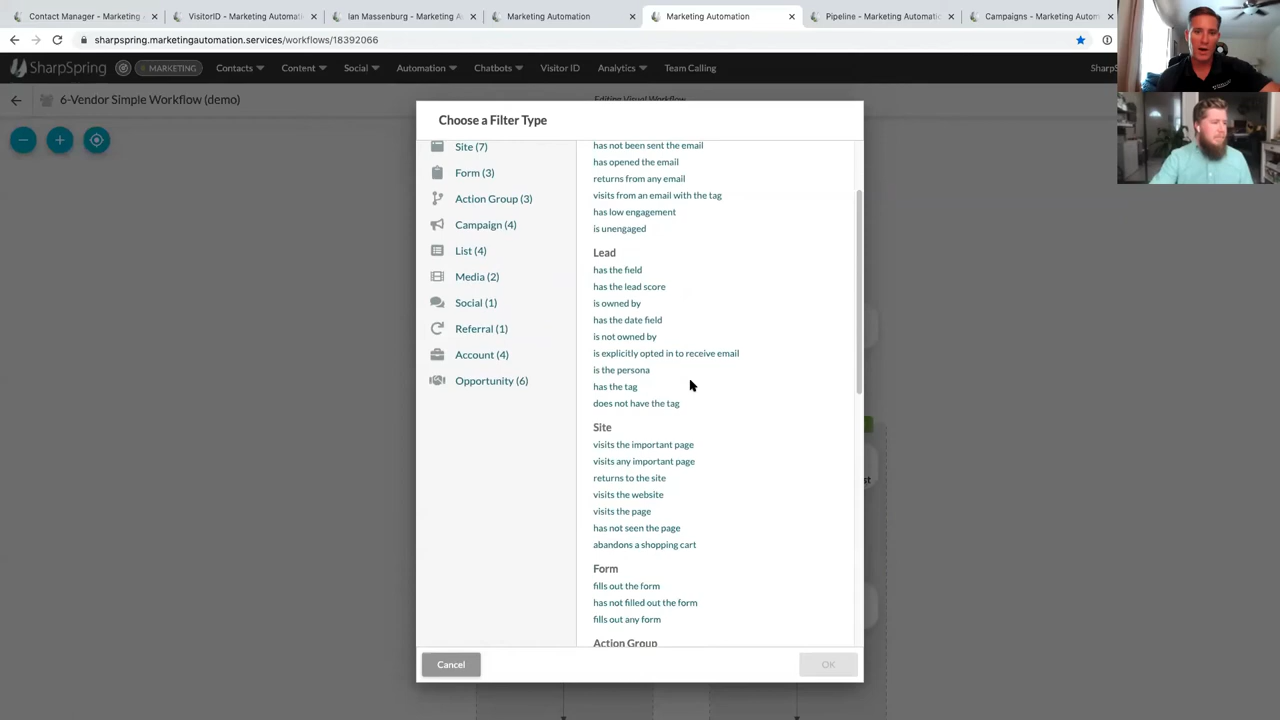 Contact Manager - Marketing
VisitorID - Marketing Automat
Ian Massenburg - Marketing A
Marketing Automation
Marketing Automation
Pipeline - Marketing Automat
Campaigns - Marketing Autom
sharpspring.marketingautomation.services/workflows/18392066
SharpSpring
MARKETING
Contacts
Content
Social
Automation
Chatbots
Visitor ID
Analytics
Team Calling
SharpS
6-Vendor Simple Workflow (demo)
Editing Visual Workflow
Choose a Filter Type
Site (7)
Form (3)
Action Group (3)
Campaign (4)
List (4)
Media (2)
Social (1)
Referral (1)
Account (4)
Opportunity (6)
has not been sent the email
has opened the email
returns from any email
visits from an email with the tag
has low engagement
is unengaged
Lead
has the field
has the lead score
is owned by
has the date field
is not owned by
is explicitly opted in to receive email
is the persona
has the tag
does not have the tag
Site
visits the important page
visits any important page
returns to the site
visits the website
visits the page
has not seen the page
abandons a shopping cart
Form
fills out the form
has not filled out the form
fills out any form
Action Group
Cancel
OK